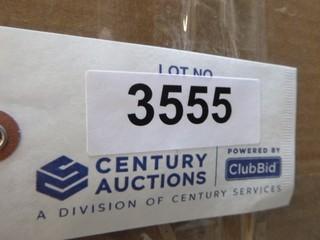 LOT NO.
3555
CENTURY
AUCTIONS
POWERED BY
ClubBid
A DIVISION OF CENTURY SERVICES